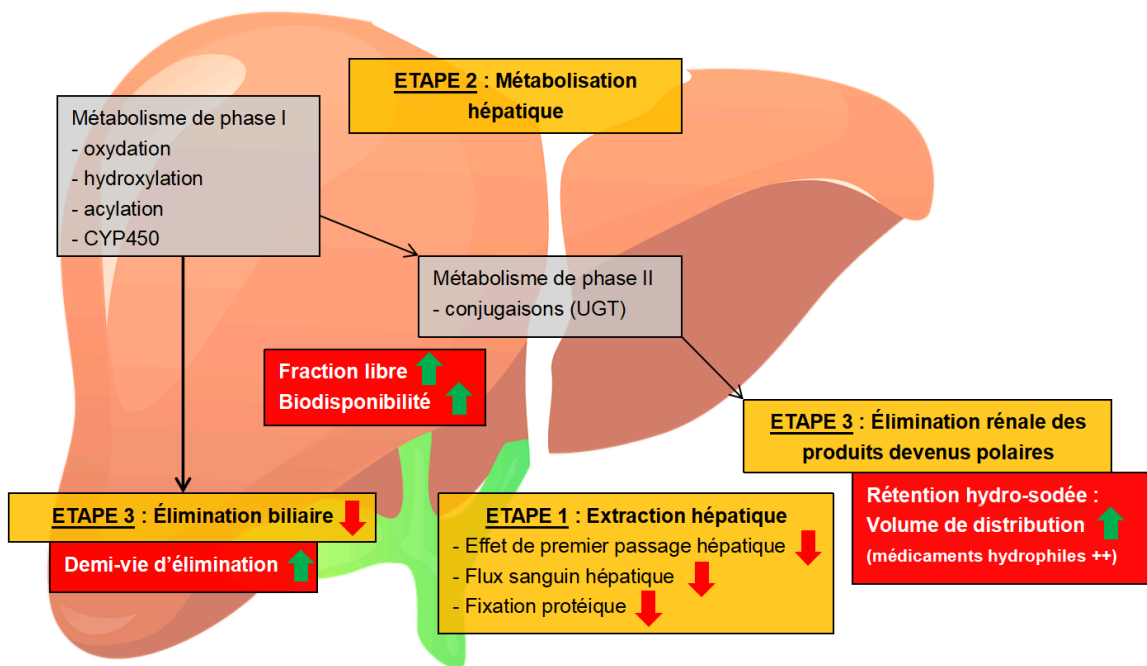 ETAPE 2 : Métabolisation
hépatique
Métabolisme de phase I
- oxydation
- hydroxylation
- acylation
- CYP450
Métabolisme de phase II
- conjugaisons (UGT)
Fraction libre
Biodisponibilité
ETAPE 3 : Élimination rénale des
produits devenus polaires
Rétention hydro-sodée :
Volume de distribution
(médicaments hydrophiles ++)
ETAPE 3 : Élimination biliaire
Demi-vie d’élimination
ETAPE 1 : Extraction hépatique
- Effet de premier passage hépatique
- Flux sanguin hépatique
- Fixation protéique